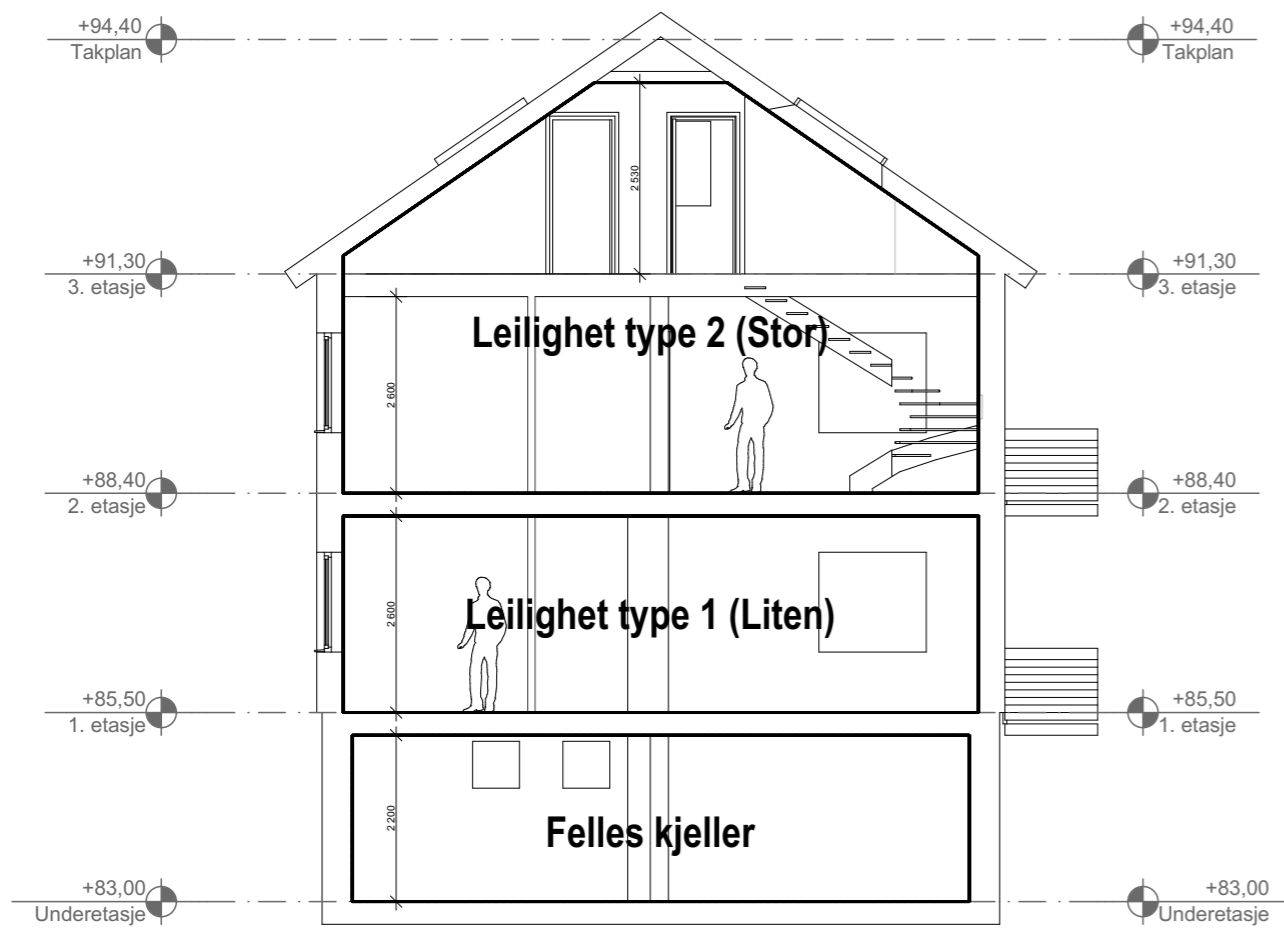 +94,40
Takplan
+94,40
Takplan
2 530
+91,30
3. etasje
+91,30
3. etasje
Leilighet type 2 (Stor)
2 600
+88,40
2. etasje
+88,40
2. etasje
Leilighet type 1 (Liten)
2 600
+85,50
1. etasje
+85,50
1. etasje
Felles kjeller
2 200
+83,00
Underetasje
+83,00
Underetasje